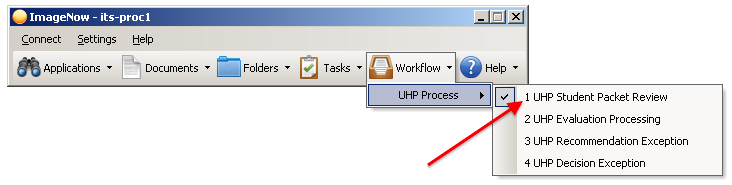 ImageNow - its-proc1
Connect Settings Help
Applications Documents Folders Tasks Workflow Help
UHP Process
1 UHP Student Packet Review
2 UHP Evaluation Processing
3 UHP Recommendation Exception
4 UHP Decision Exception